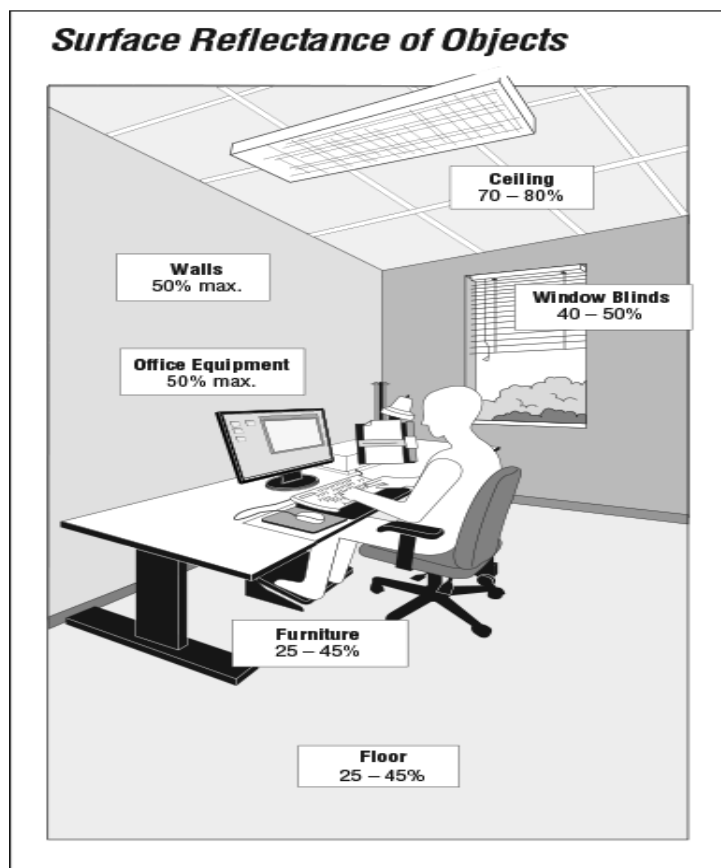 Surface Reflectance of Objects
Ceiling
70 – 80%
Walls
50% max.
Window Blinds
40 – 50%
Office Equipment
50% max.
Furniture
25 – 45%
Floor
25 – 45%